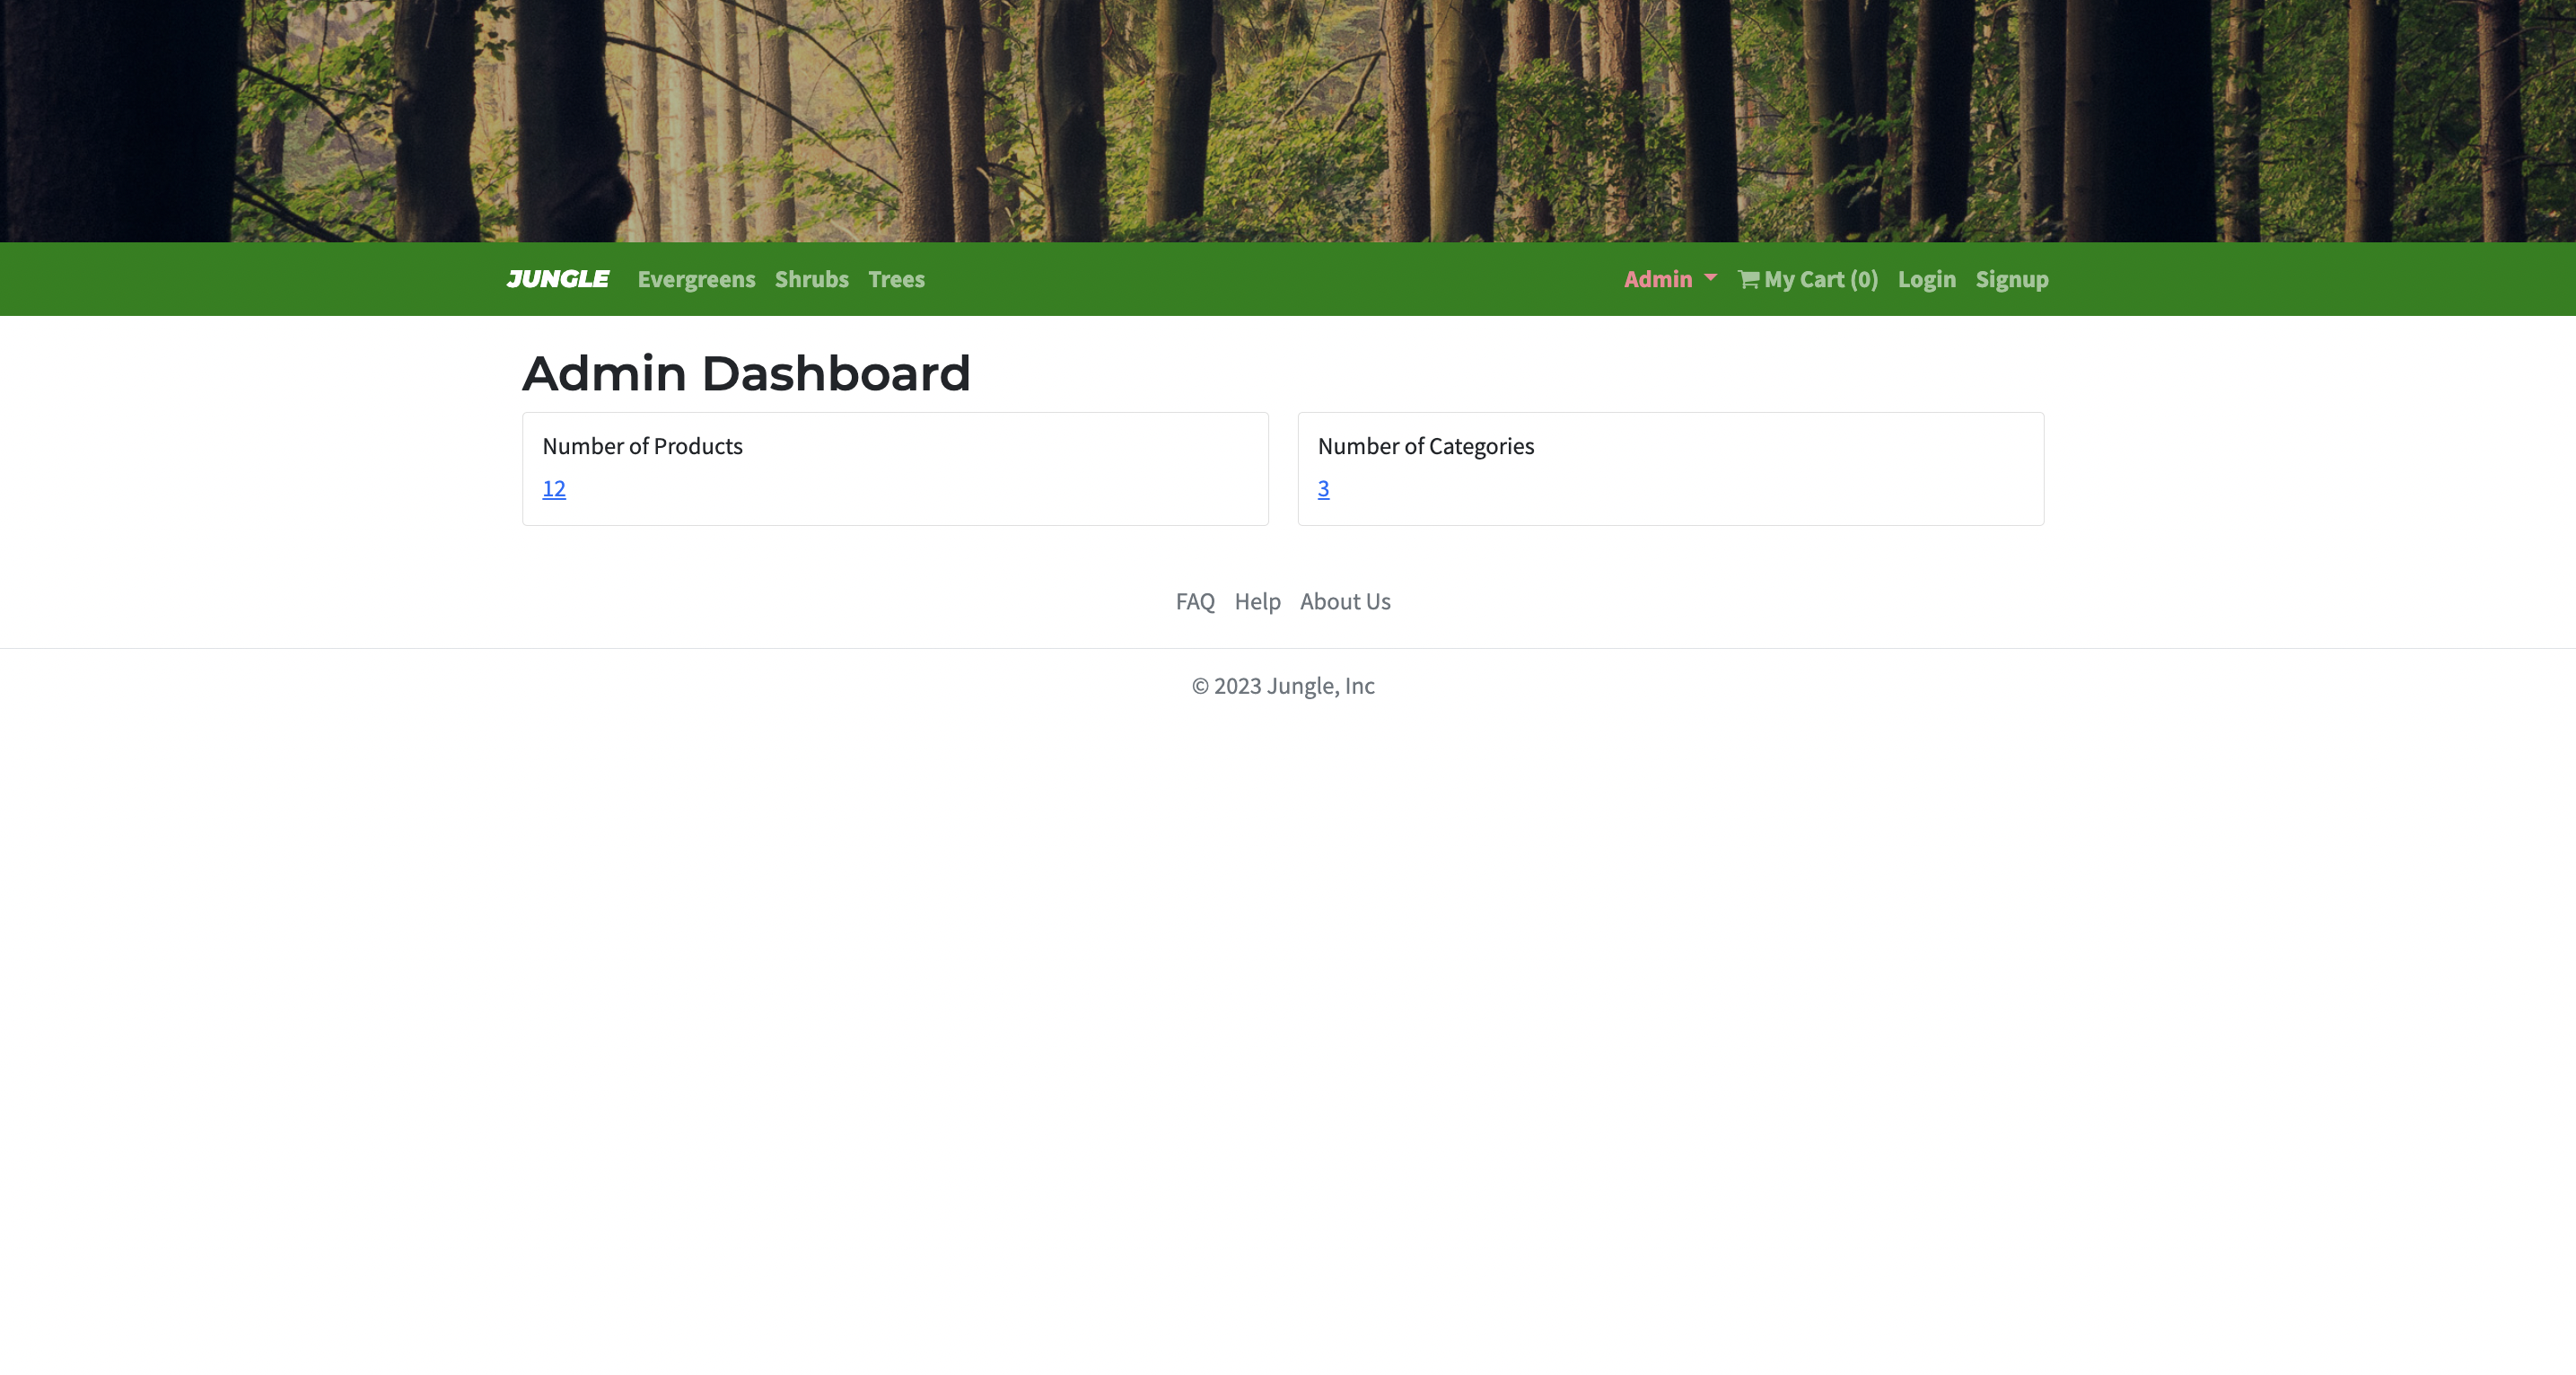 JUNGLE Evergreens Shrubs Trees Admin My Cart (0) Login Signup
Admin Dashboard
Number of Products
12
Number of Categories
3
FAQ Help About Us
© 2023 Jungle, Inc